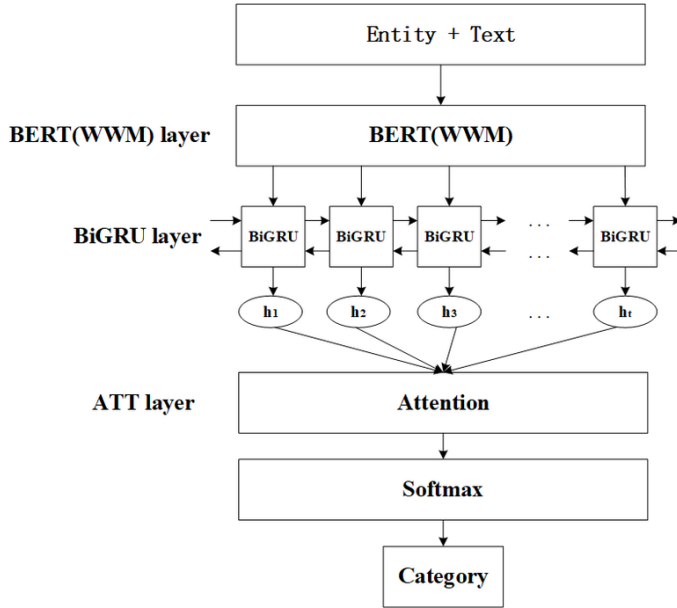 Entity + Text
BERT(WWM) layer
BERT(WWM)
BiGRU layer
BiGRU
BiGRU
BiGRU
...
...
BiGRU
h1
h2
h3
...
ht
ATT layer
Attention
Softmax
Category